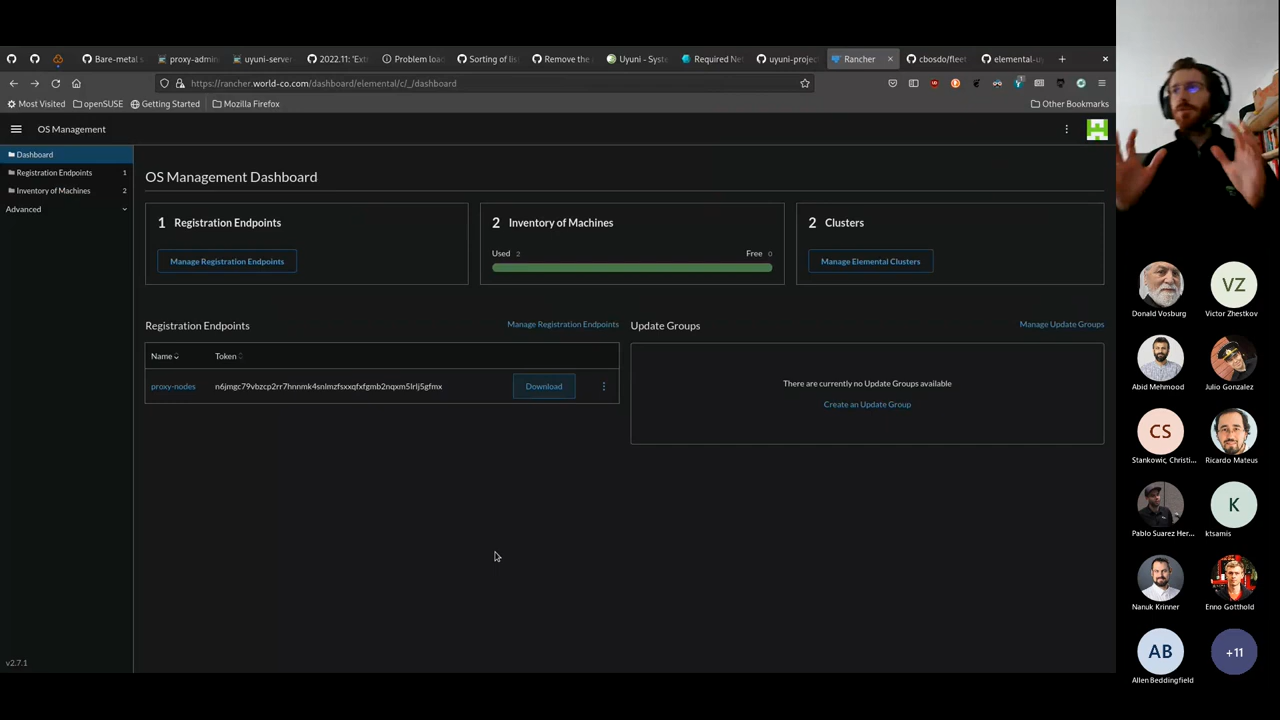 Bare-metal s
proxy-admin
uyuni-server
2022.11: 'Ext
Problem load
Sorting of lis
Remove the
Uyuni - Syst
Required Net
uyuni-projec
Rancher
cbosdo/fleet
elemental-u
https://rancher.world-co.com/dashboard/elemental/c/_/dashboard
Most Visited
openSUSE
Getting Started
Mozilla Firefox
Other Bookmarks
OS Management
Dashboard
Registration Endpoints 1
Inventory of Machines 2
Advanced
OS Management Dashboard
1 Registration Endpoints
Manage Registration Endpoints
2 Inventory of Machines
Used 2
Free 0
2 Clusters
Manage Elemental Clusters
Registration Endpoints
Manage Registration Endpoints
Name
Token
proxy-nodes
Download
Update Groups
Manage Update Groups
There are currently no Update Groups available
Create an Update Group
v2.7.1
Donald Vosburg
VZ
Victor Zhestkov
Abid Mehmood
Julio Gonzalez
CS
Stankowic, Christi...
Ricardo Mateus
Pablo Suarez Her...
K
ktsamis
Nanuk Krinner
Enno Gotthold
AB
Allen Beddingfield
+11